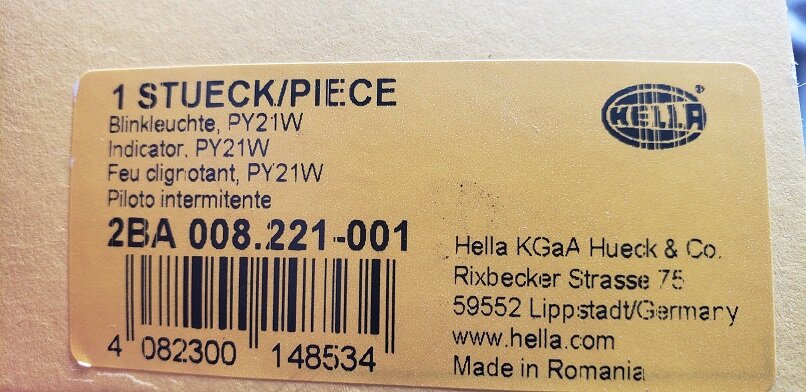 1 STUECK/PIECE
Blinkleuchte, PY21W
Indicator, PY21W
Feu clignotant, PY21W
Piloto intermitente
2BA 008.221-001
4 082300 148534
HELLA
Hella KGaA Hueck & Co.
Rixbecker Strasse 75
59552 Lippstadt/Germany
www.hella.com
Made in Romania